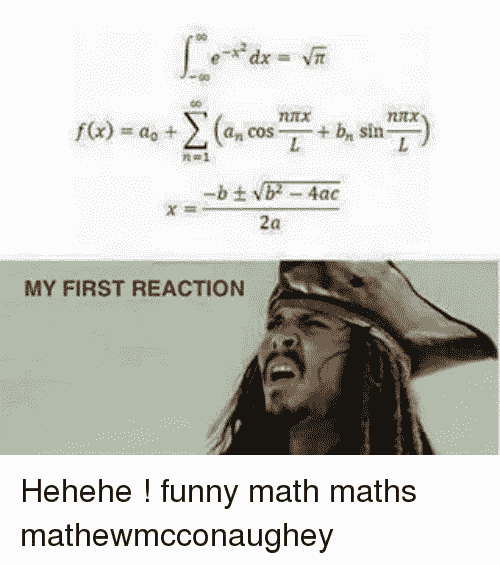 ∫_{-∞}^{∞} e^{-x²} dx = √π
f(x) = a₀ + ∑_{n=1}^{∞} (aₙ cos nπx/L + bₙ sin nπx/L)
x = (-b ± √(b² - 4ac))/2a
MY FIRST REACTION
Hehehe ! funny math maths
mathewmcconaughey